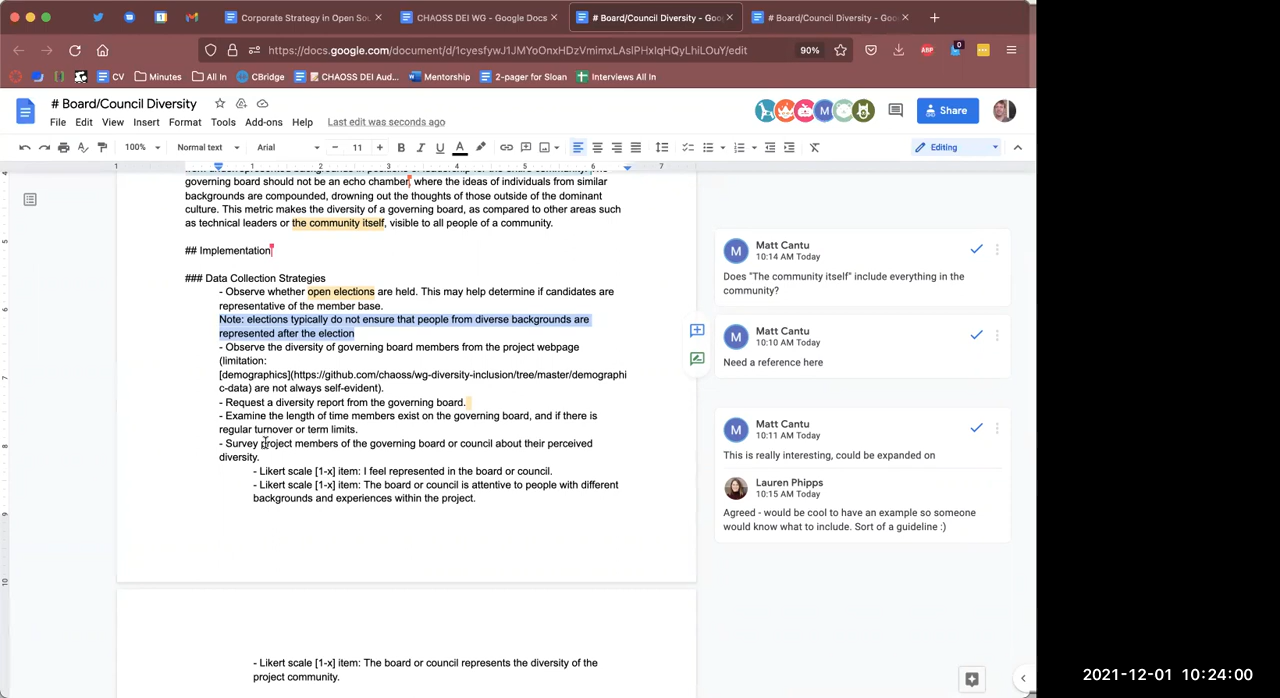 Corporate Strategy in Open So
CHAOSS DEI WG - Google Docs
# Board/Council Diversity - Goo
# Board/Council Diversity - Goo
https://docs.google.com/document/d/1cyesfywJ1JMYoOnxHDzVmimxLAslPHxIqHQyLhiLOuY/edit
90%
ABP
0
CV
Minutes
All In
CBridge
CHAOSS DEI Aud...
Mentorship
2-pager for Sloan
Interviews All In
# Board/Council Diversity
File Edit View Insert Format Tools Add-ons Help Last edit was seconds ago
M
Share
100% Normal text Arial 11 B I U A Editing
1 1 2 3 4 5 6 7
governing board should not be an echo chamber, where the ideas of individuals from similar
backgrounds are compounded, drowning out the thoughts of those outside of the dominant
culture. This metric makes the diversity of a governing board, as compared to other areas such
as technical leaders or the community itself, visible to all people of a community.
## Implementation
### Data Collection Strategies
- Observe whether open elections are held. This may help determine if candidates are
representative of the member base.
Note: elections typically do not ensure that people from diverse backgrounds are
represented after the election
- Observe the diversity of governing board members from the project webpage
(limitation:
[demographics](https://github.com/chaoss/wg-diversity-inclusion/tree/master/demographi
c-data) are not always self-evident).
- Request a diversity report from the governing board.
- Examine the length of time members exist on the governing board, and if there is
regular turnover or term limits.
- Survey project members of the governing board or council about their perceived
diversity.
- Likert scale [1-x] item: I feel represented in the board or council.
- Likert scale [1-x] item: The board or council is attentive to people with different
backgrounds and experiences within the project.
- Likert scale [1-x] item: The board or council represents the diversity of the
project community.
M
Matt Cantu
10:14 AM Today
Does "The community itself" include everything in the
community?
M
Matt Cantu
10:10 AM Today
Need a reference here
M
Matt Cantu
10:11 AM Today
This is really interesting, could be expanded on
Lauren Phipps
10:15 AM Today
Agreed - would be cool to have an example so someone
would know what to include. Sort of a guideline :)
2021-12-01 10:24:00